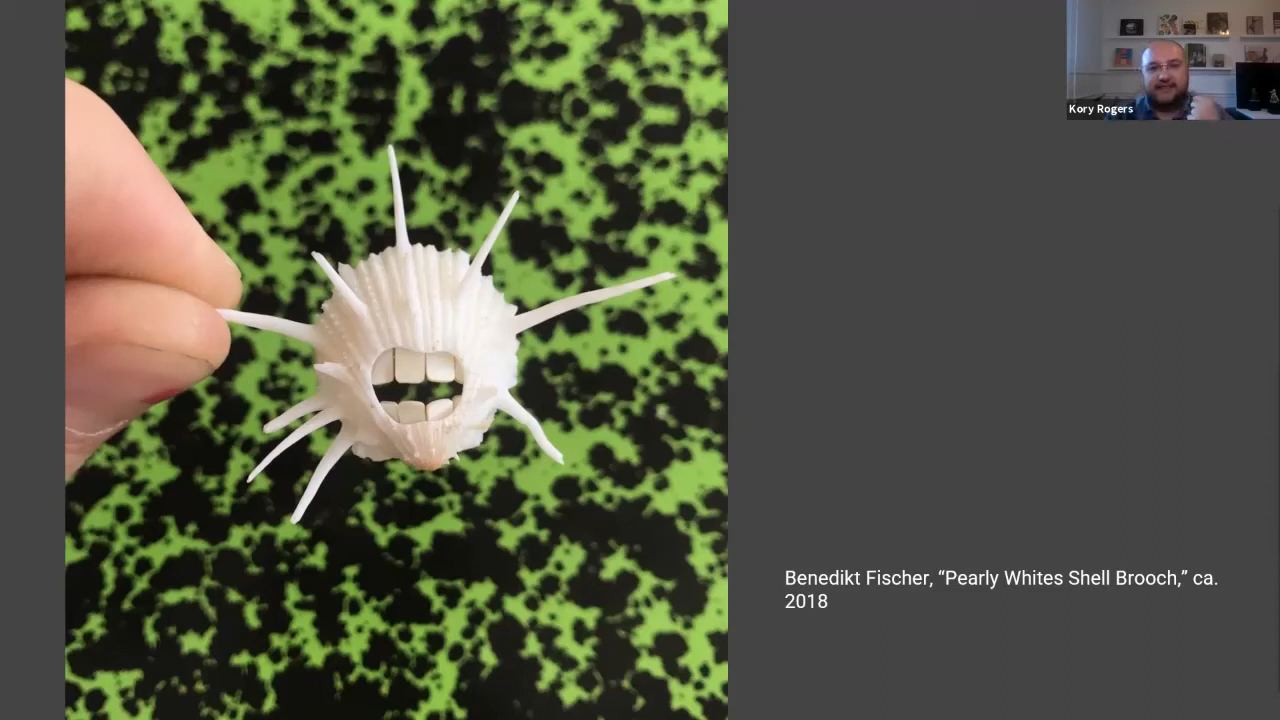 Kory Rogers
Benedikt Fischer, “Pearly Whites Shell Brooch,” ca.
2018